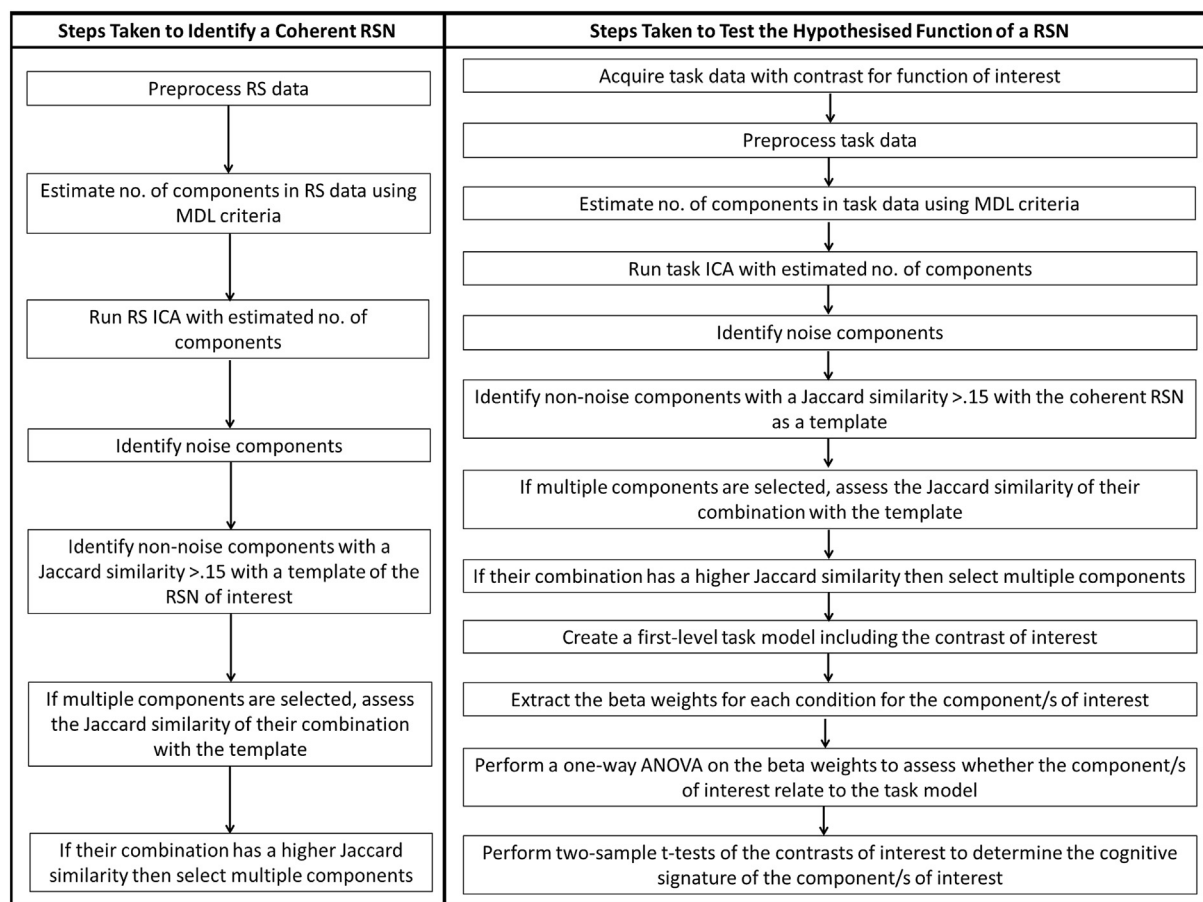 Steps Taken to Identify a Coherent RSN
Preprocess RS data
Estimate no. of components in RS data using
MDL criteria
Run RS ICA with estimated no. of
components
Identify noise components
Identify non-noise components with a
Jaccard similarity >.15 with a template of the
RSN of interest
If multiple components are selected, assess
the Jaccard similarity of their combination
with the template
If their combination has a higher Jaccard
similarity then select multiple components
Steps Taken to Test the Hypothesised Function of a RSN
Acquire task data with contrast for function of interest
Preprocess task data
Estimate no. of components in task data using MDL criteria
Run task ICA with estimated no. of components
Identify noise components
Identify non-noise components with a Jaccard similarity >.15 with the coherent RSN
as a template
If multiple components are selected, assess the Jaccard similarity of their
combination with the template
If their combination has a higher Jaccard similarity then select multiple components
Create a first-level task model including the contrast of interest
Extract the beta weights for each condition for the component/s of interest
Perform a one-way ANOVA on the beta weights to assess whether the component/s
of interest relate to the task model
Perform two-sample t-tests of the contrasts of interest to determine the cognitive
signature of the component/s of interest